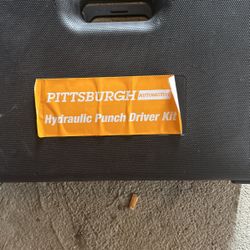 PITTSBURGH AUTOMOTIVE
Hydraulic Punch Driver Kit